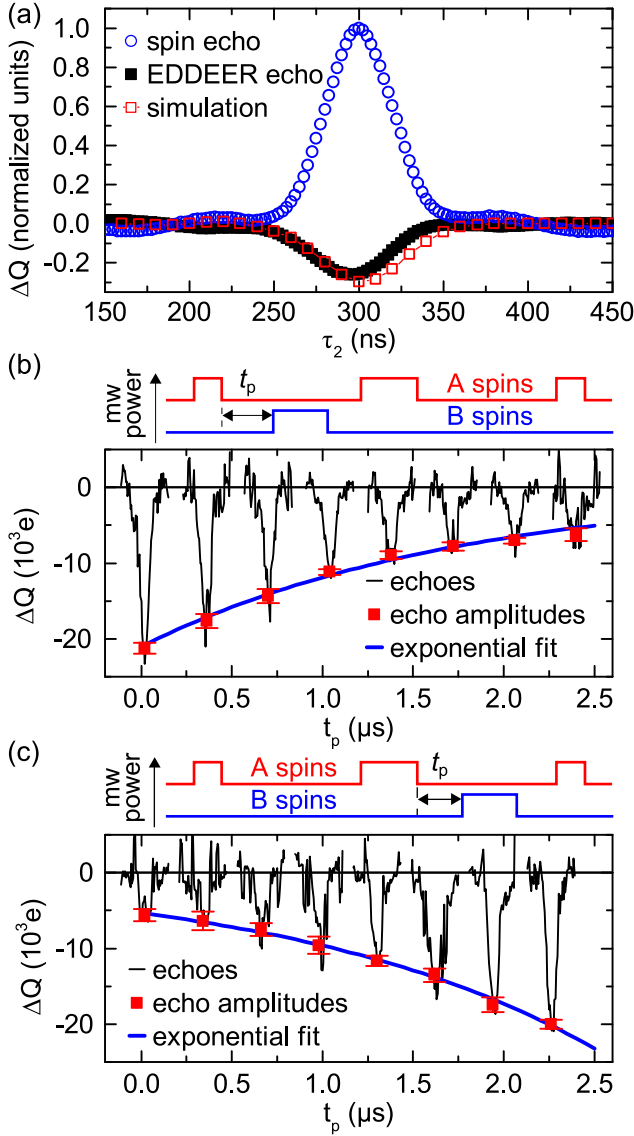 (a)
1.0
0.8
0.6
0.4
0.2
0.0
-0.2
ΔQ (normalized units)
spin echo
EDDEER echo
simulation
150 200 250 300 350 400 450
τ2 (ns)
(b)
mw power
tp
A spins
B spins
0
-10
-20
ΔQ (10³e)
echoes
echo amplitudes
exponential fit
0.0 0.5 1.0 1.5 2.0 2.5
tp (µs)
(c)
mw power
A spins
tp
B spins
0
-10
-20
ΔQ (10³e)
echoes
echo amplitudes
exponential fit
0.0 0.5 1.0 1.5 2.0 2.5
tp (µs)